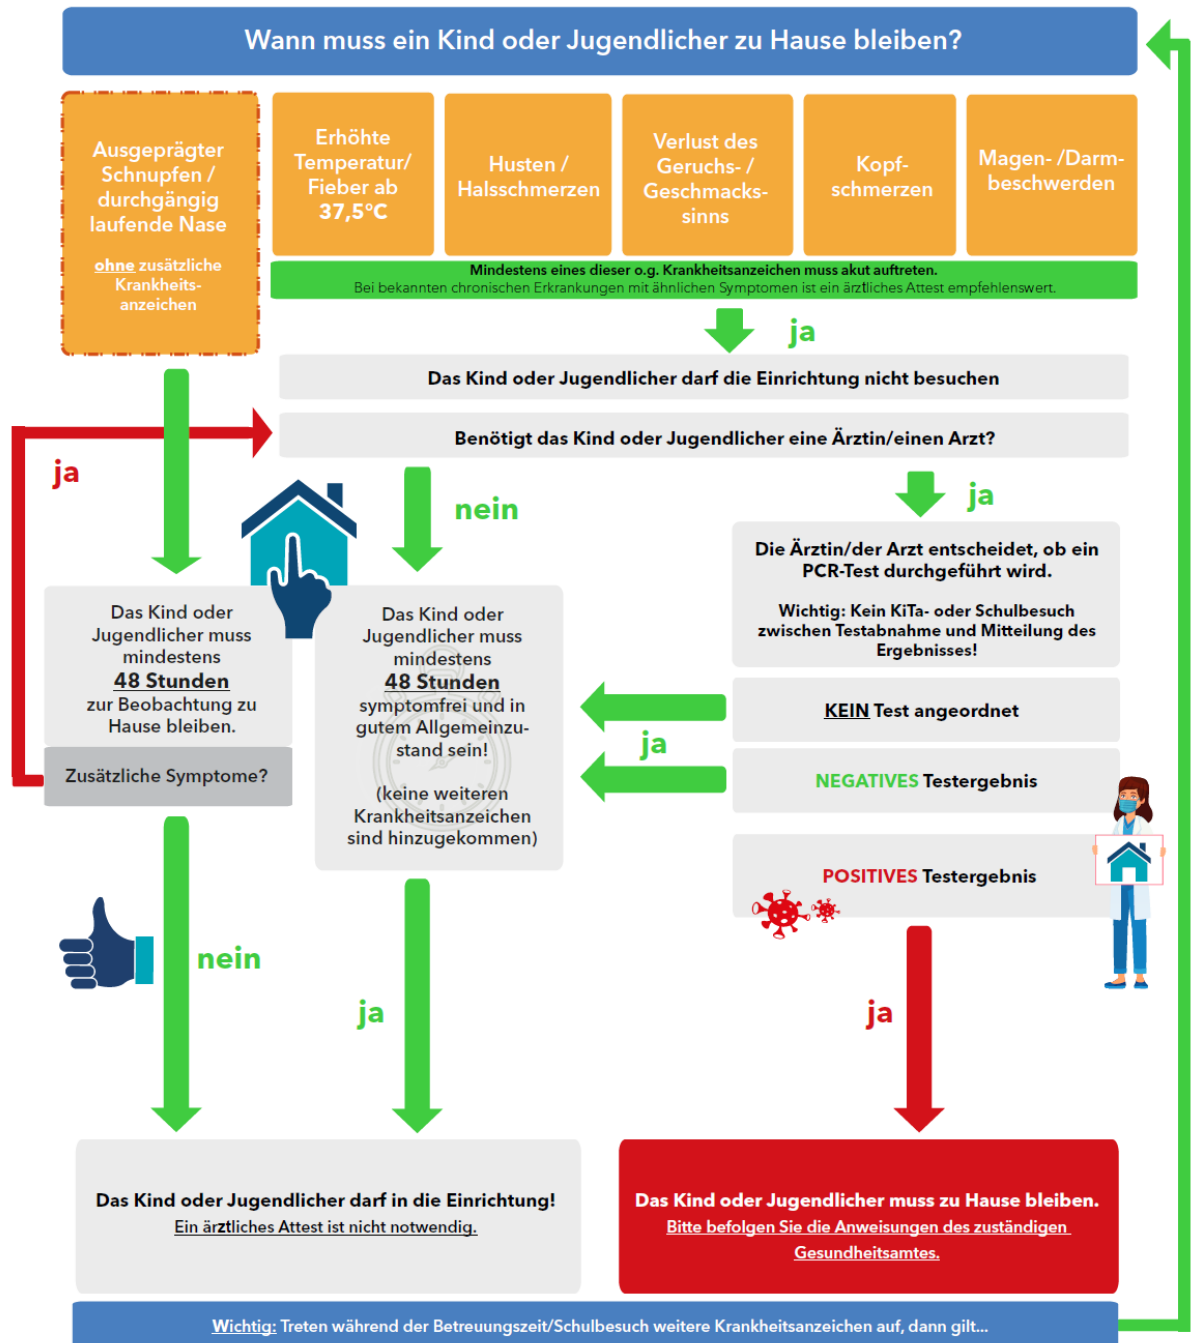 Wann muss ein Kind oder Jugendlicher zu Hause bleiben?
Ausgeprägter
Schnupfen /
durchgängig
laufende Nase
ohne zusätzliche
Krankheits-
anzeichen
Erhöhte
Temperatur/
Fieber ab
37,5°C
Husten /
Halsschmerzen
Verlust des
Geruchs- /
Geschmacks-
sinns
Kopf-
schmerzen
Magen- /Darm-
beschwerden
Mindestens eines dieser o.g. Krankheitsanzeichen muss akut auftreten.
Bei bekannten chronischen Erkrankungen mit ähnlichen Symptomen ist ein ärztliches Attest empfehlenswert.
ja
Das Kind oder Jugendlicher darf die Einrichtung nicht besuchen
Benötigt das Kind oder Jugendlicher eine Ärztin/einen Arzt?
ja
nein
ja
Die Ärztin/der Arzt entscheidet, ob ein
PCR-Test durchgeführt wird.
Wichtig: Kein KiTa- oder Schulbesuch
zwischen Testabnahme und Mitteilung des
Ergebnisses!
Das Kind oder
Jugendlicher muss
mindestens
48 Stunden
zur Beobachtung zu
Hause bleiben.
Zusätzliche Symptome?
Das Kind oder
Jugendlicher muss
mindestens
48 Stunden
symptomfrei und in
gutem Allgemeinzu-
stand sein!
(keine weiteren
Krankheitsanzeichen
sind hinzugekommen)
KEIN Test angeordnet
ja
NEGATIVES Testergebnis
POSITIVES Testergebnis
nein
ja
ja
Das Kind oder Jugendlicher darf in die Einrichtung!
Ein ärztliches Attest ist nicht notwendig.
Das Kind oder Jugendlicher muss zu Hause bleiben.
Bitte befolgen Sie die Anweisungen des zuständigen
Gesundheitsamtes.
Wichtig: Treten während der Betreuungszeit/Schulbesuch weitere Krankheitsanzeichen auf, dann gilt...